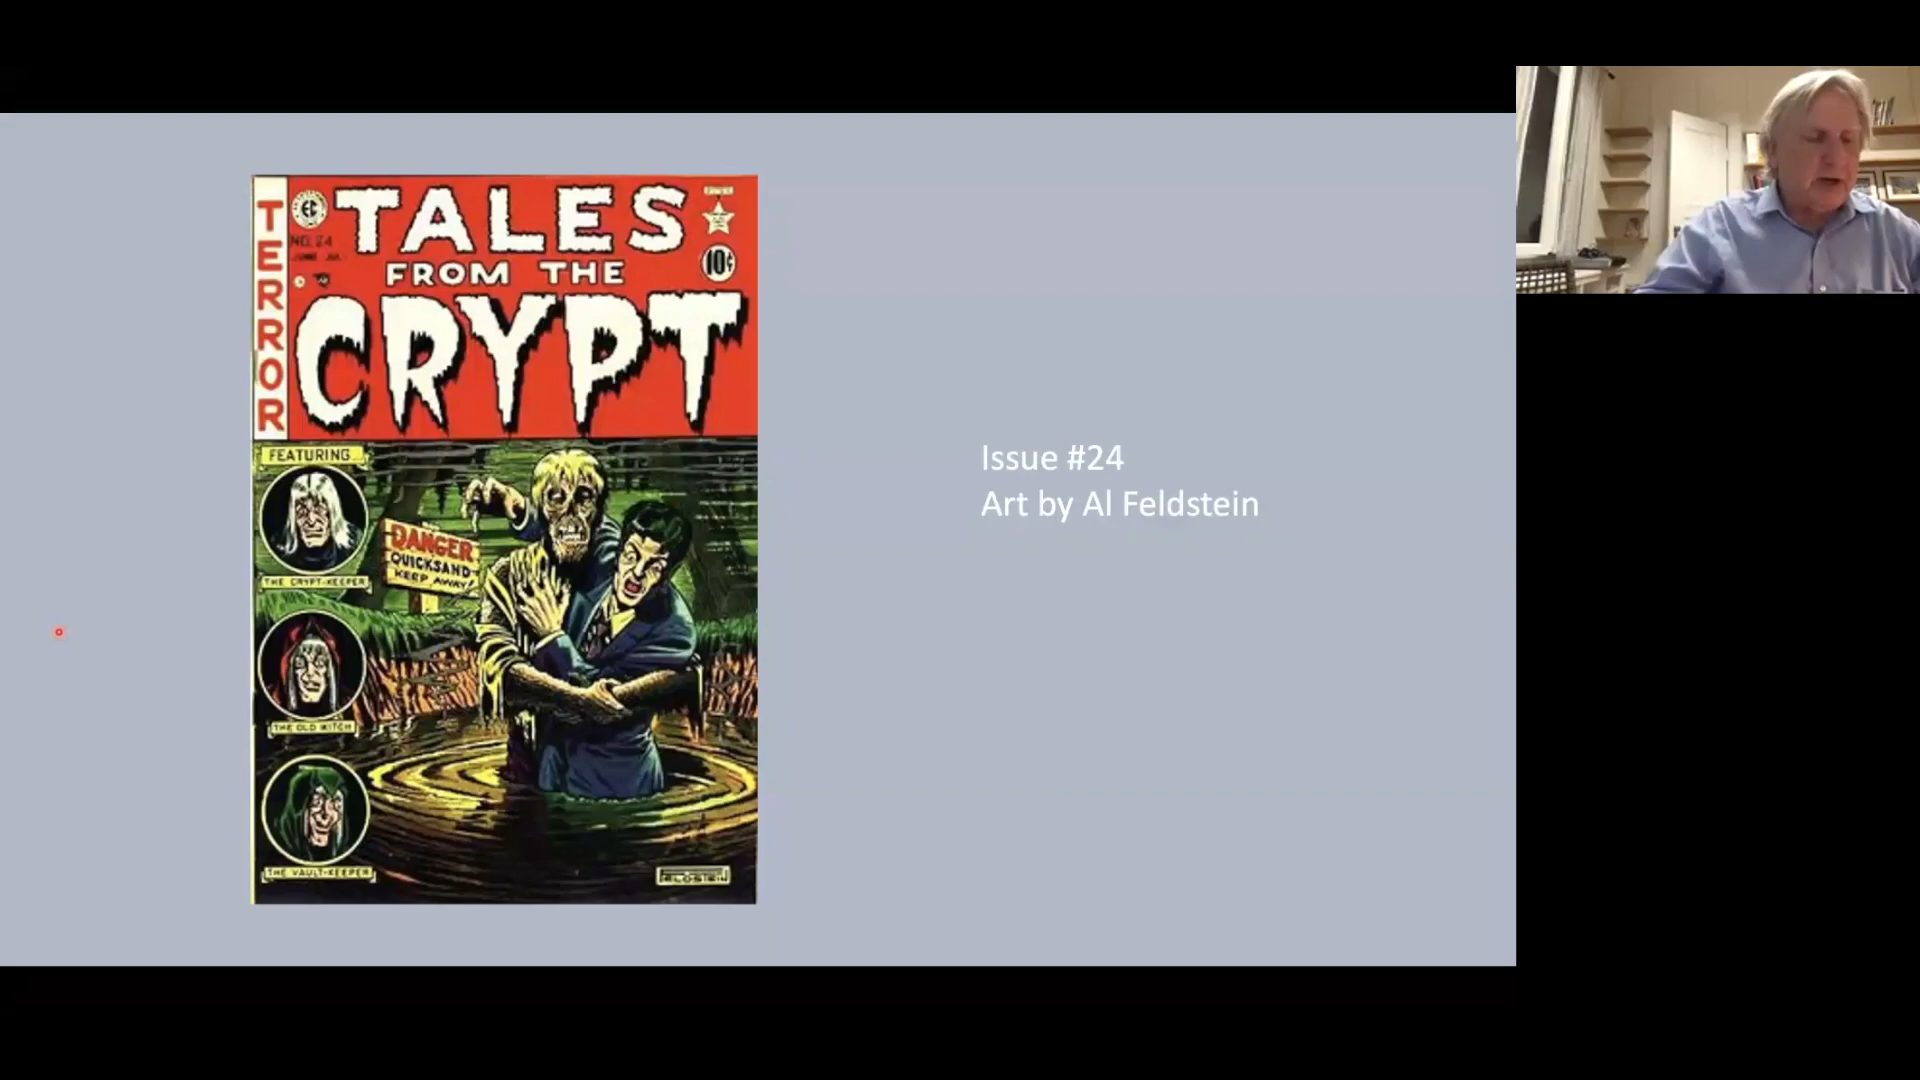 TERROR
EC
TALES
FROM THE
CRYPT
NO. 24
10¢
FEATURING...
THE CRYPT-KEEPER
DANGER
QUICKSAND
KEEP AWAY!
THE OLD WITCH
THE VAULT-KEEPER
FELDSTEIN
Issue #24
Art by Al Feldstein